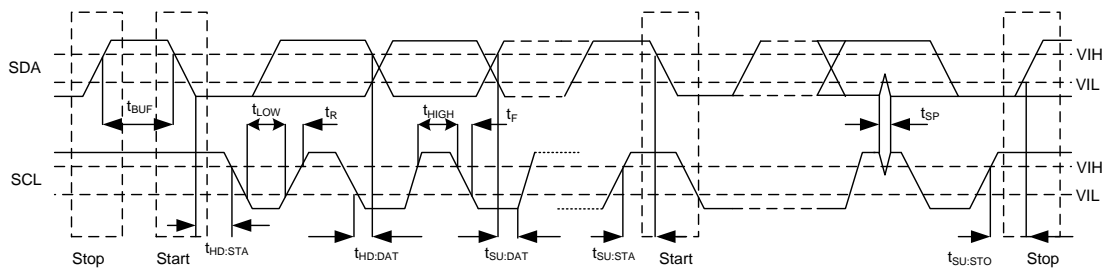 SDA
VIH
VIL
tBUF
tLOW
tR
tHIGH
tF
tSP
SCL
VIH
VIL
tHD:STA
tHD:DAT
tSU:DAT
tSU:STA
tSU:STO
Stop
Start
Start
Stop